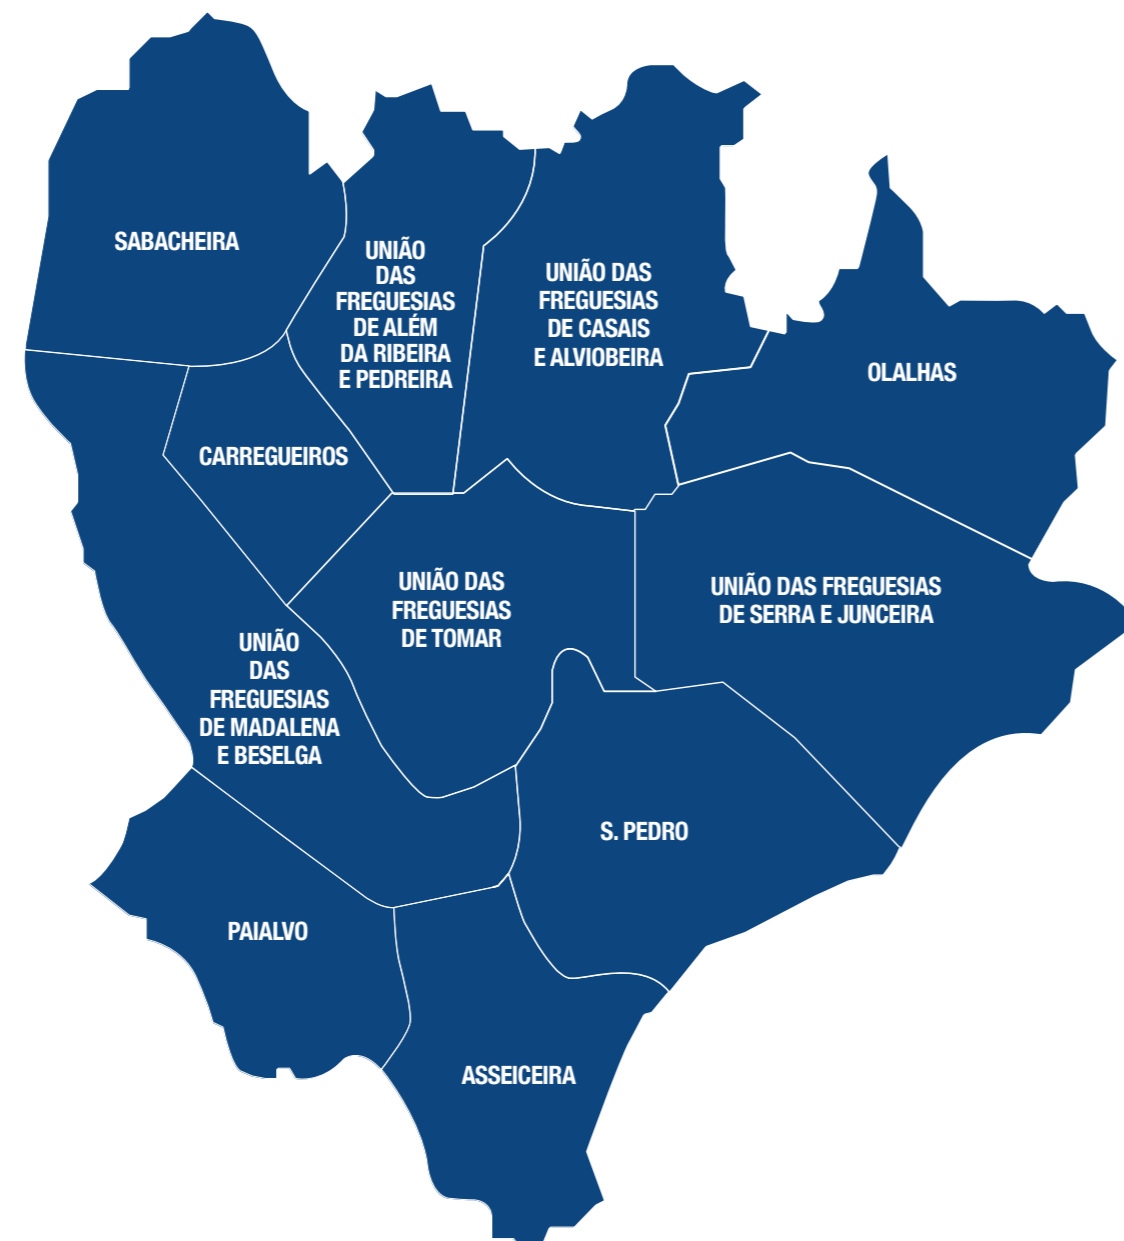 SABACHEIRA
UNIÃO
DAS
FREGUESIAS
DE ALÉM
DA RIBEIRA
E PEDREIRA
UNIÃO DAS
FREGUESIAS
DE CASAIS
E ALVIOBEIRA
OLALHAS
CARREGUEIROS
UNIÃO DAS
FREGUESIAS
DE TOMAR
UNIÃO DAS FREGUESIAS
DE SERRA E JUNCEIRA
UNIÃO
DAS
FREGUESIAS
DE MADALENA
E BESELGA
S. PEDRO
PAIALVO
ASSEICEIRA